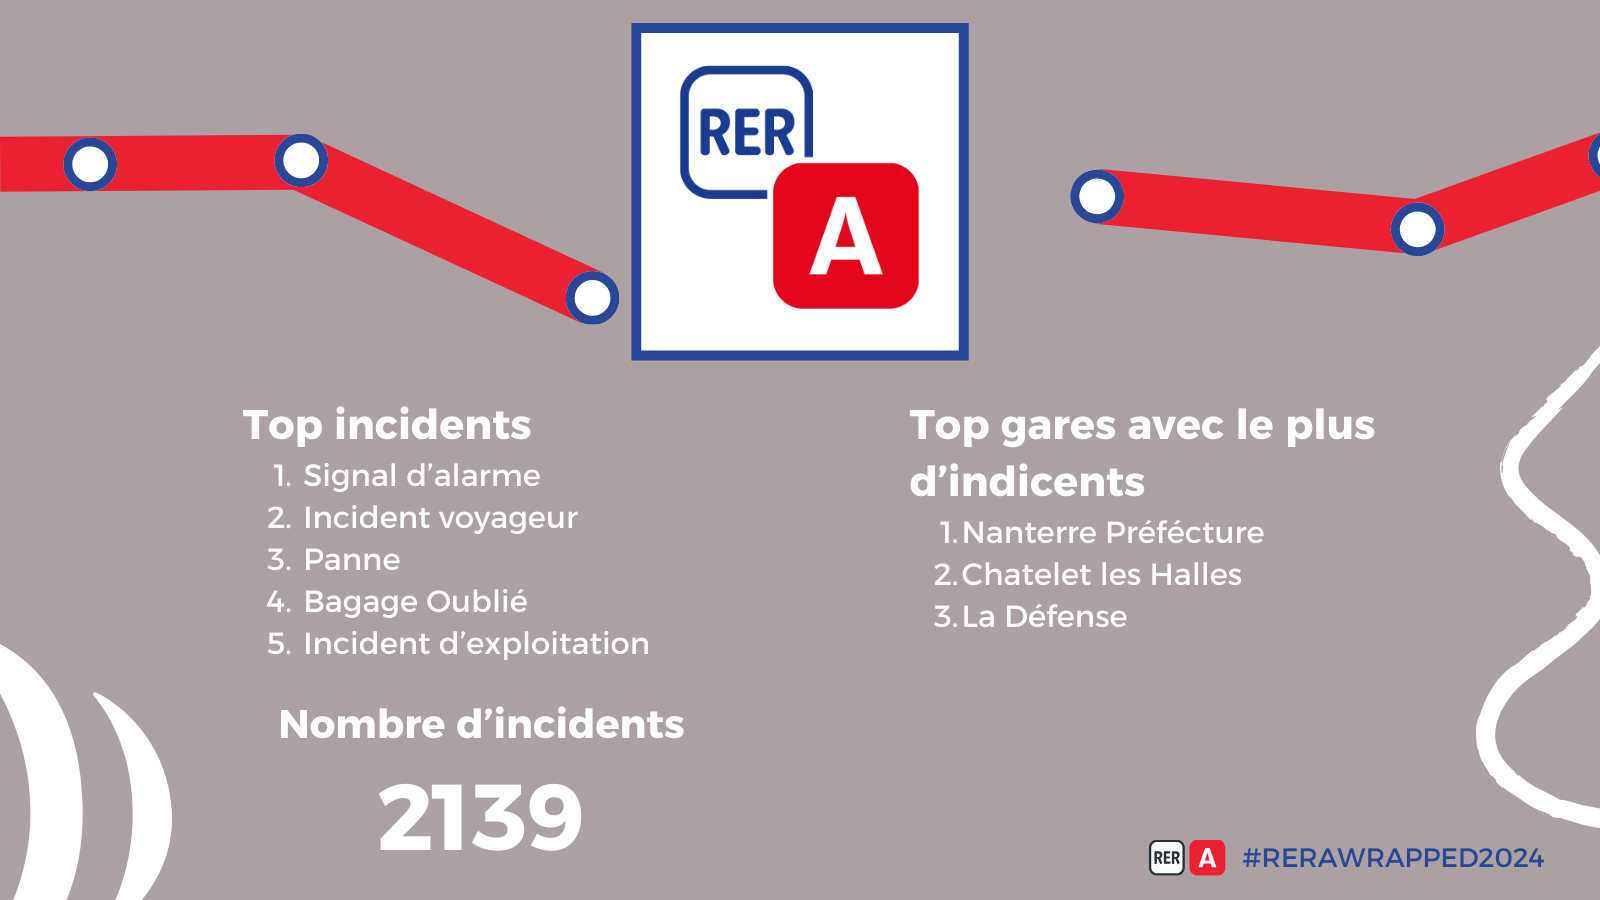 RER
A
Top incidents
1. Signal d’alarme
2. Incident voyageur
3. Panne
4. Bagage Oublié
5. Incident d’exploitation
Nombre d’incidents
2139
Top gares avec le plus
d’indicents
1. Nanterre Préfécture
2. Chatelet les Halles
3. La Défense
RER A #RERAWRAPPED2024